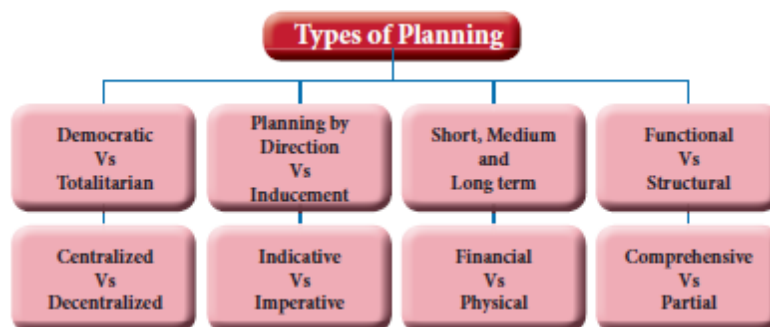 Types of Planning
Democratic
Vs
Totalitarian
Planning by
Direction
Vs
Inducement
Short, Medium
and
Long term
Functional
Vs
Structural
Centralized
Vs
Decentralized
Indicative
Vs
Imperative
Financial
Vs
Physical
Comprehensive
Vs
Partial